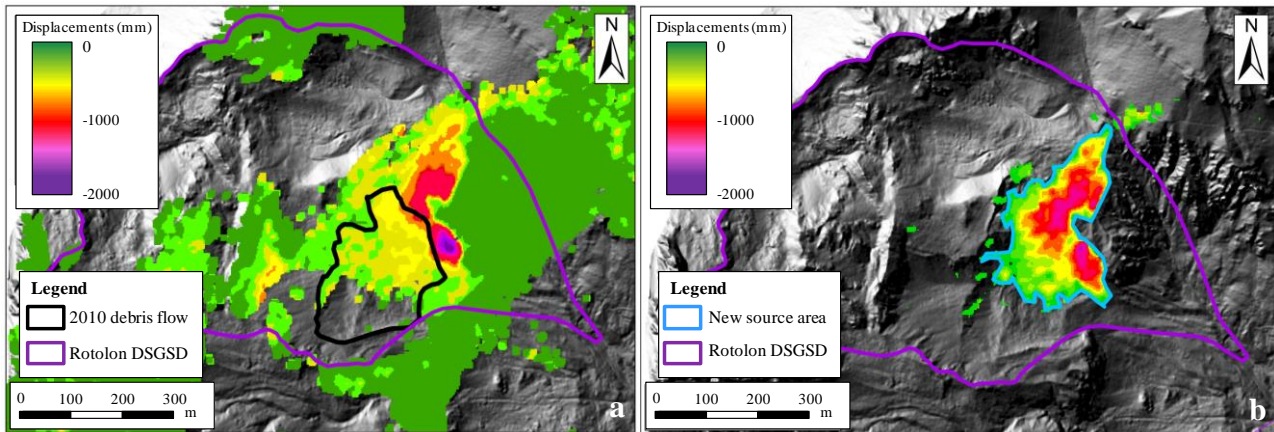 Displacements (mm)
0
-1000
-2000
N
Legend
2010 debris flow
Rotolon DSGSD
0 100 200 300
m
a
Displacements (mm)
0
-1000
-2000
N
Legend
New source area
Rotolon DSGSD
0 100 200 300
m
b